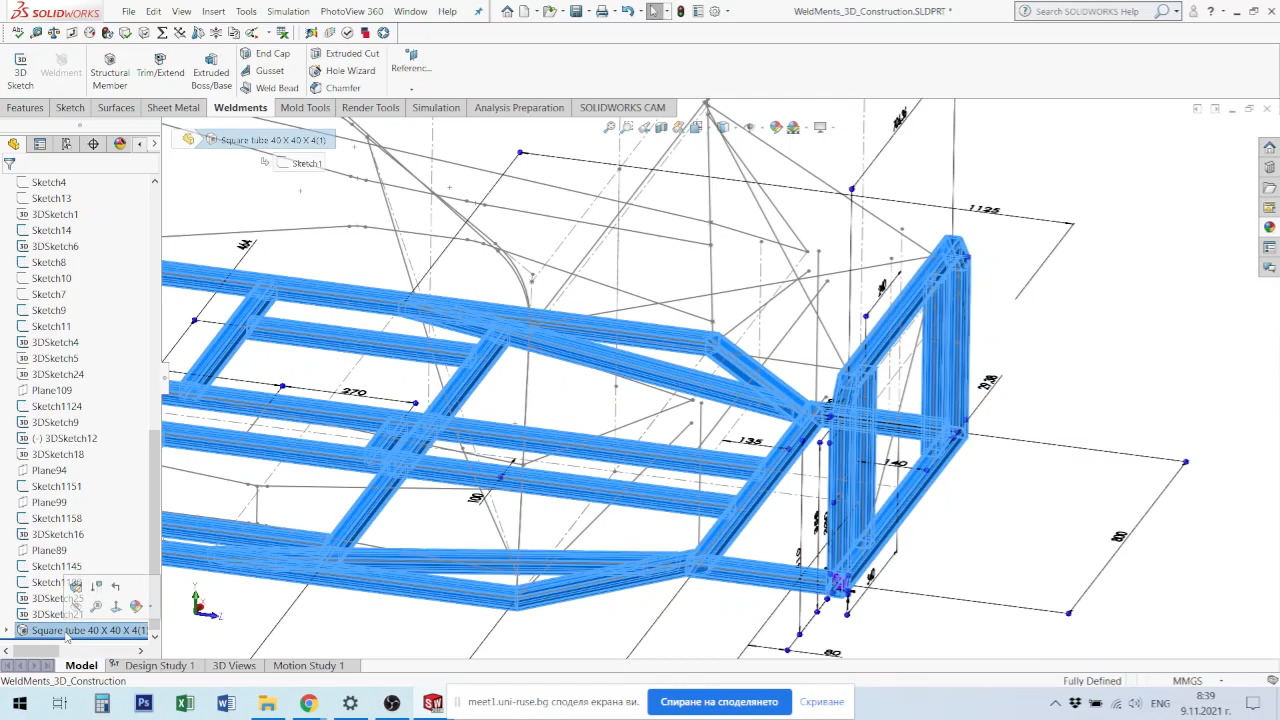 SOLIDWORKS File Edit View Insert Tools Simulation PhotoView 360 Window Help WeldMents_3D_Construction.SLDPRT * Search SOLIDWORKS Help
3D Sketch Weldment Structural Member Trim/Extend Extruded Boss/Base
End Cap
Gusset
Weld Bead
Extruded Cut
Hole Wizard
Chamfer
Referenc...
Features Sketch Surfaces Sheet Metal Weldments Mold Tools Render Tools Simulation Analysis Preparation SOLIDWORKS CAM
Square tube 40 X 40 X 4(1)
Sketch1
Sketch4
Sketch13
3DSketch1
Sketch14
3DSketch6
Sketch8
Sketch10
Sketch7
Sketch9
Sketch11
3DSketch4
3DSketch5
3DSketch24
Plane109
Sketch1124
3DSketch9
(-) 3DSketch12
3DSketch18
Plane94
Sketch1151
Plane99
Sketch1158
3DSketch16
Plane89
Sketch1145
3DSketch25
3DSketch21
Square tube 40 X 40 X 4(1)
1125
270
135
140
800
80
Y
Z
Model Design Study 1 3D Views Motion Study 1
WeldMents_3D_Construction Fully Defined MMGS
meet1.uni-ruse.bg споделя екрана ви. Спиране на споделянето Скриване
ENG
8:39
9.11.2021 г.